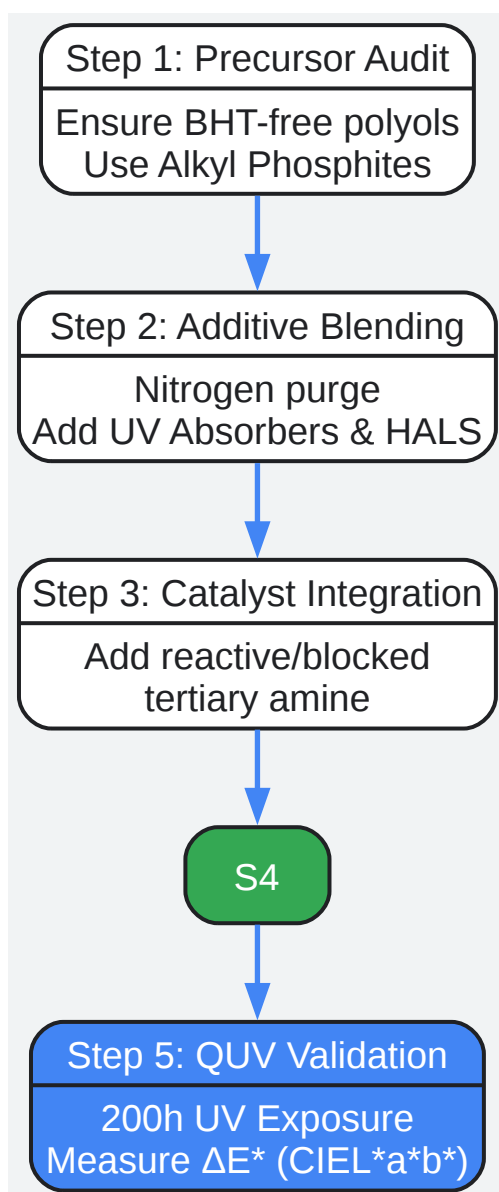 Step 1: Precursor Audit
Ensure BHT-free polyols
Use Alkyl Phosphites
Step 2: Additive Blending
Nitrogen purge
Add UV Absorbers & HALS
Step 3: Catalyst Integration
Add reactive/blocked
tertiary amine
S4
Step 5: QUV Validation
200h UV Exposure
Measure ΔE* (CIEL*a*b*)